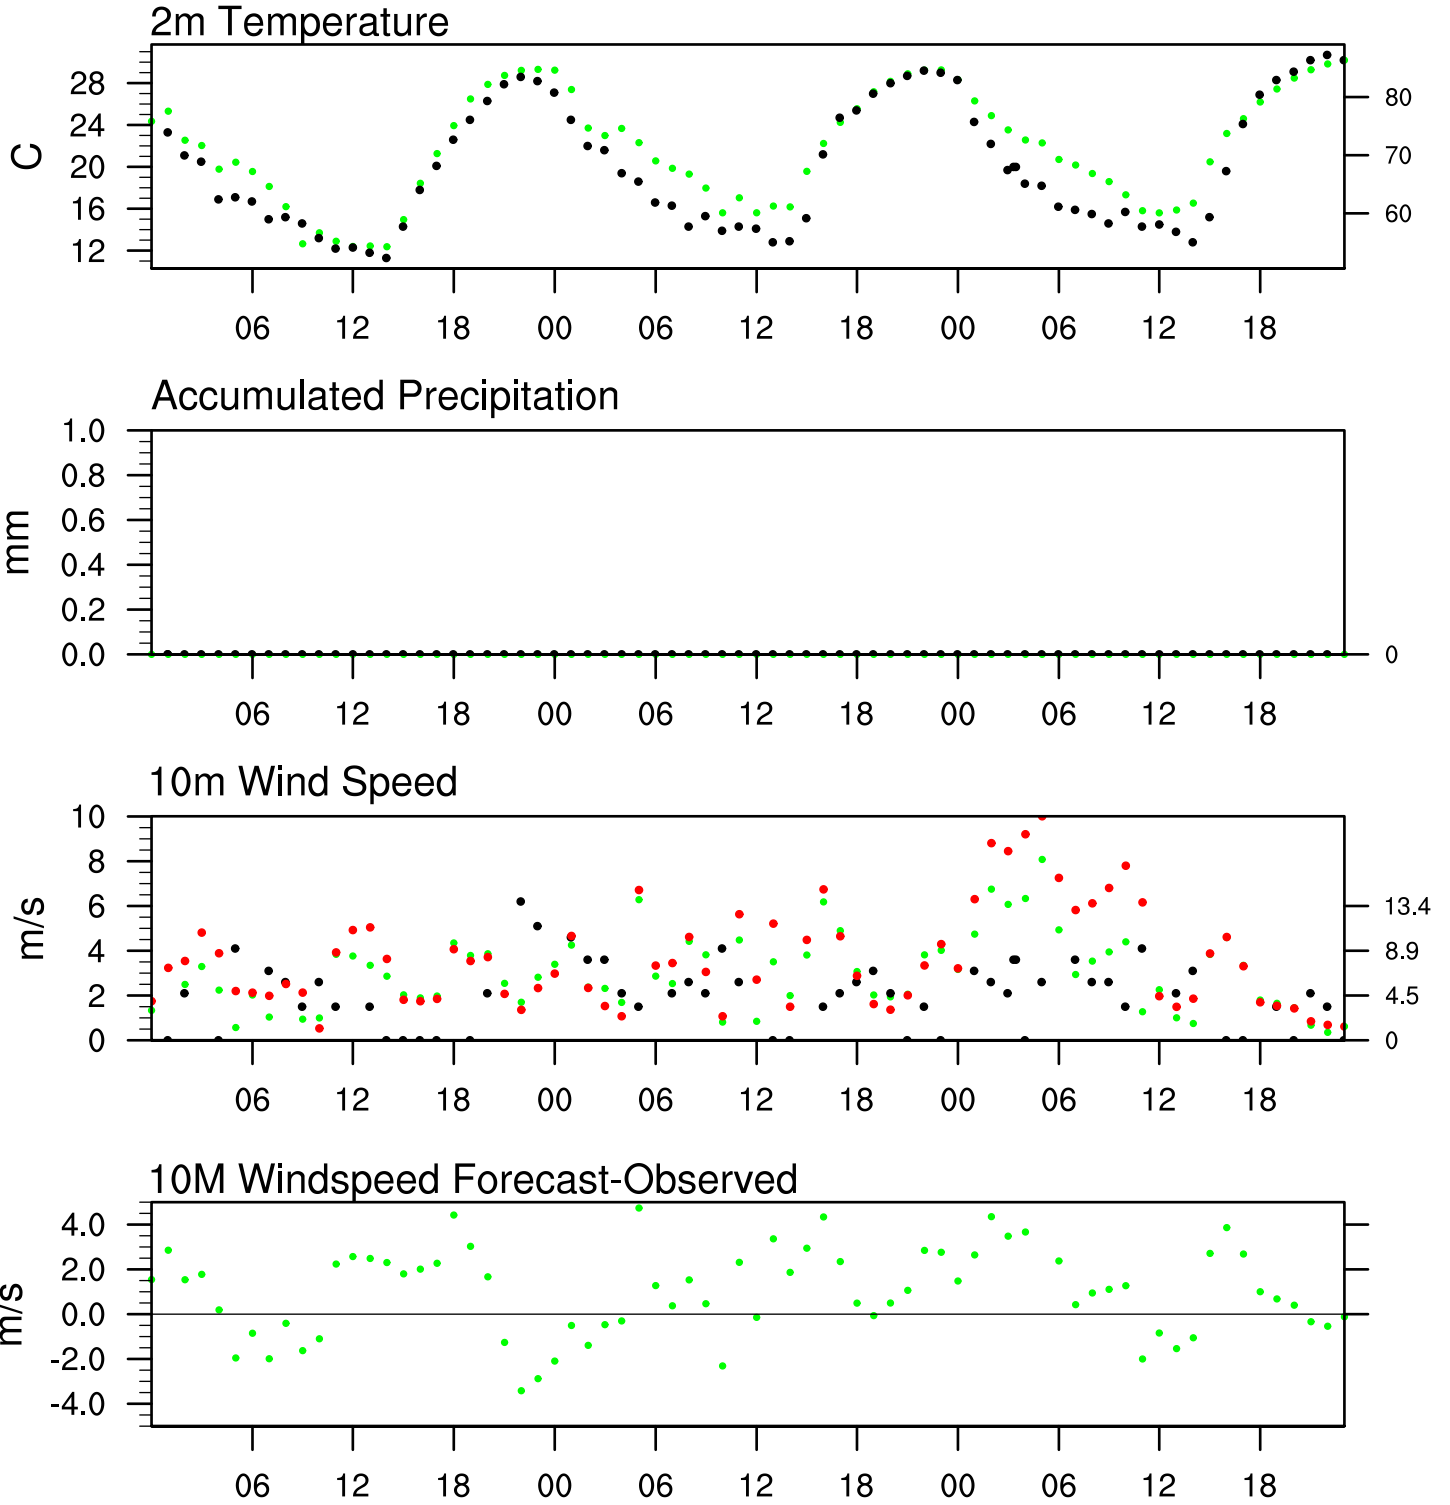 2m Temperature
28
24
20
16
12
C
80
70
60
06 12 18 00 06 12 18 00 06 12 18
Accumulated Precipitation
1.0
0.8
0.6
0.4
0.2
0.0
mm
0
06 12 18 00 06 12 18 00 06 12 18
10m Wind Speed
10
8
6
4
2
0
m/s
13.4
8.9
4.5
0
06 12 18 00 06 12 18 00 06 12 18
10M Windspeed Forecast-Observed
4.0
2.0
0.0
-2.0
-4.0
m/s
06 12 18 00 06 12 18 00 06 12 18